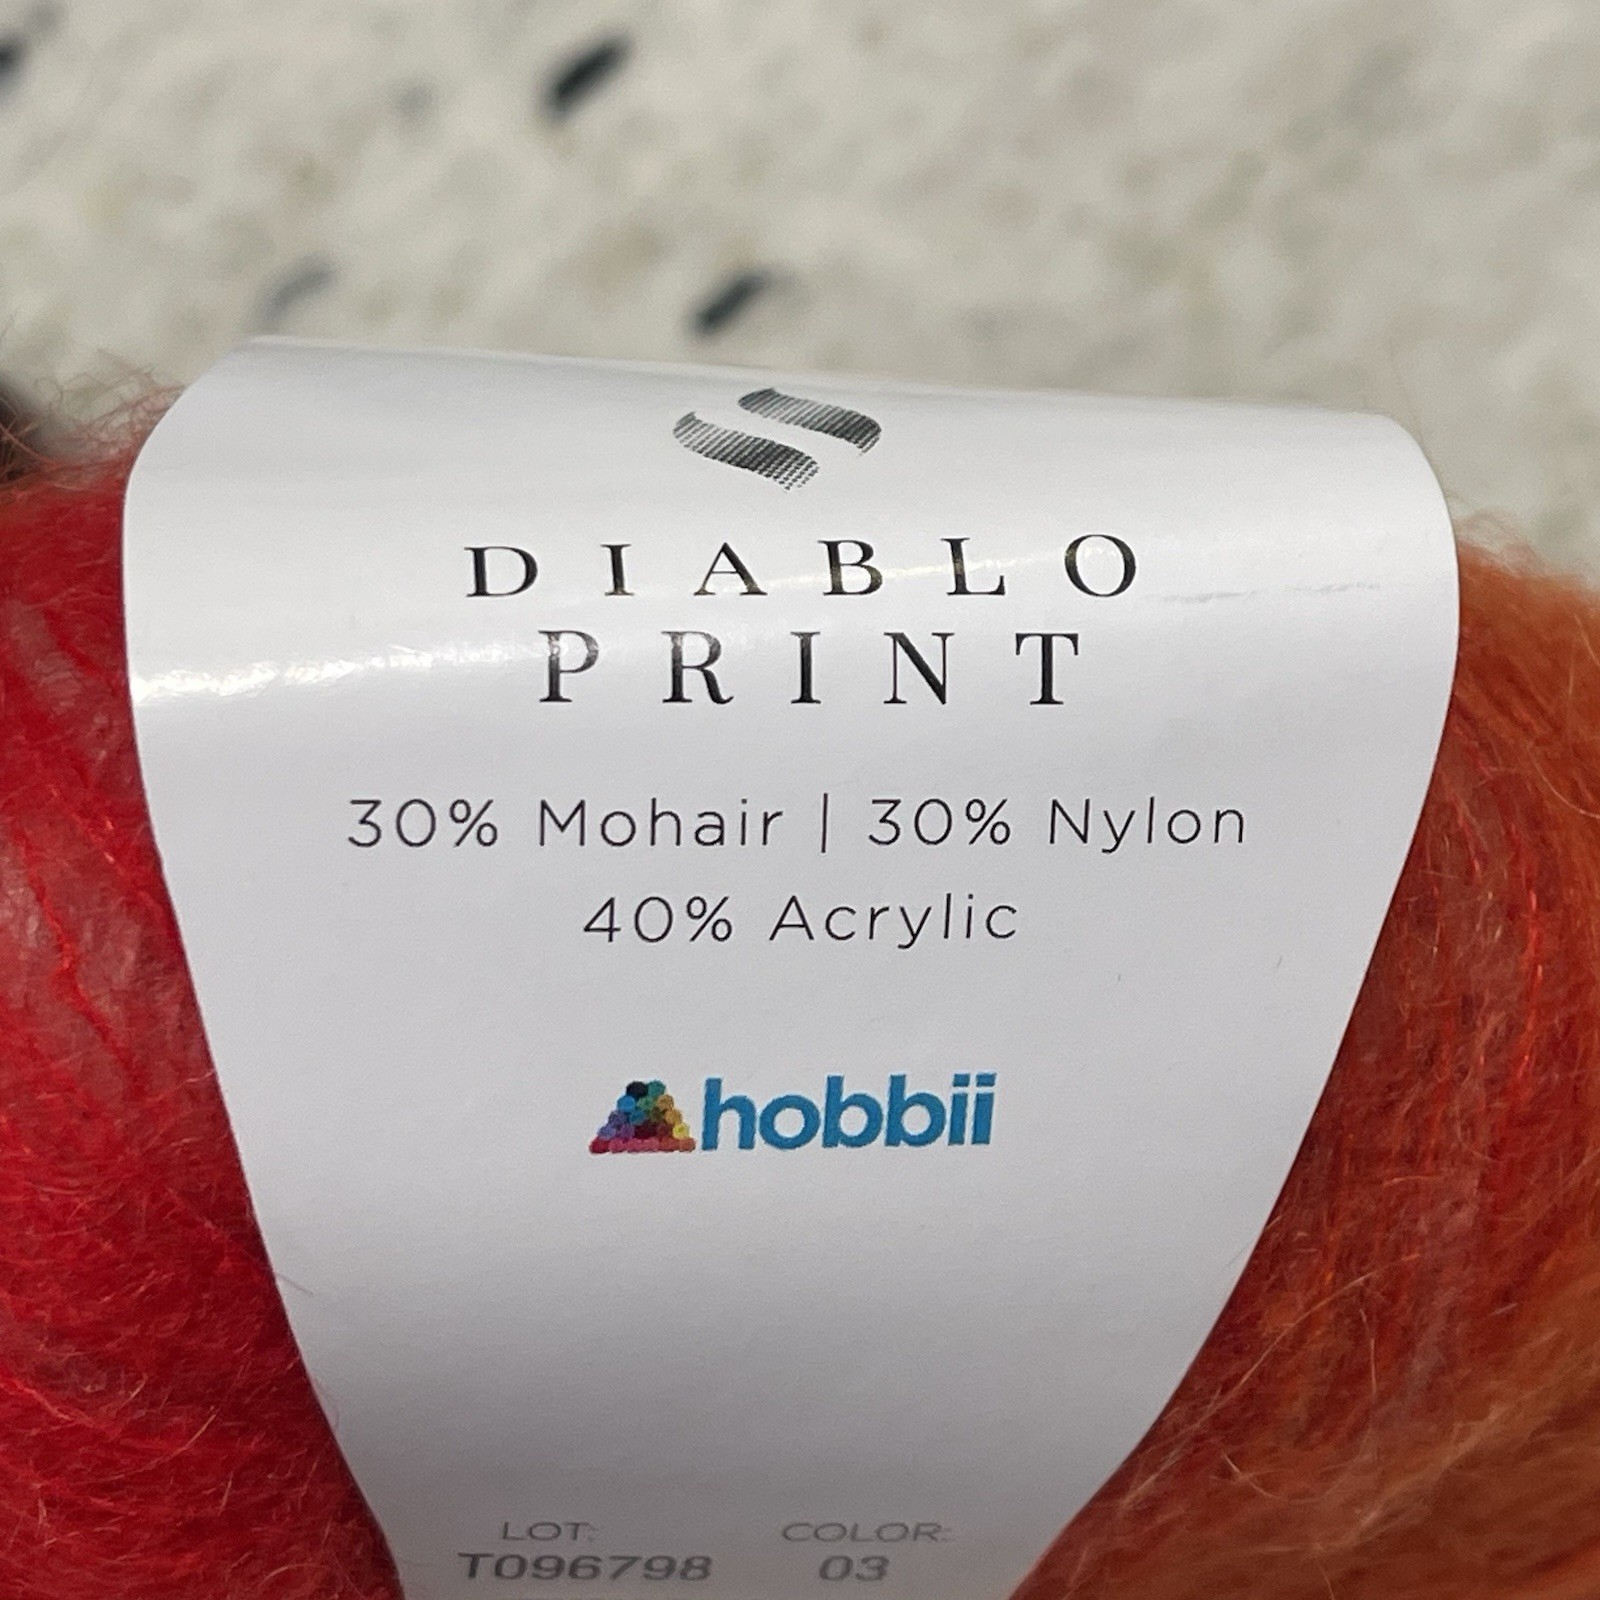 DIABLO
PRINT
30% Mohair | 30% Nylon
40% Acrylic
hobbii
LOT: COLOR:
T096798 03